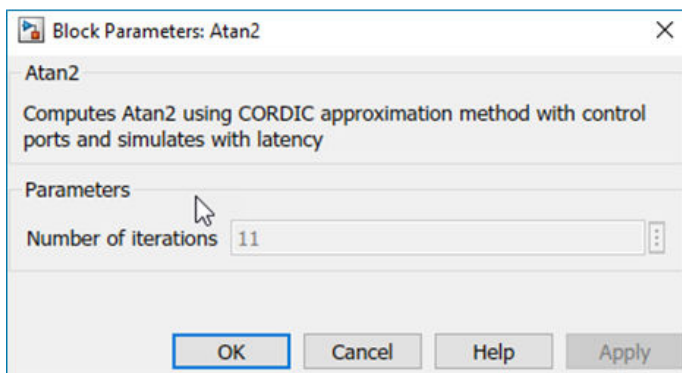 Block Parameters: Atan2
Atan2
Computes Atan2 using CORDIC approximation method with control
ports and simulates with latency
Parameters
Number of iterations 11
OK Cancel Help Apply